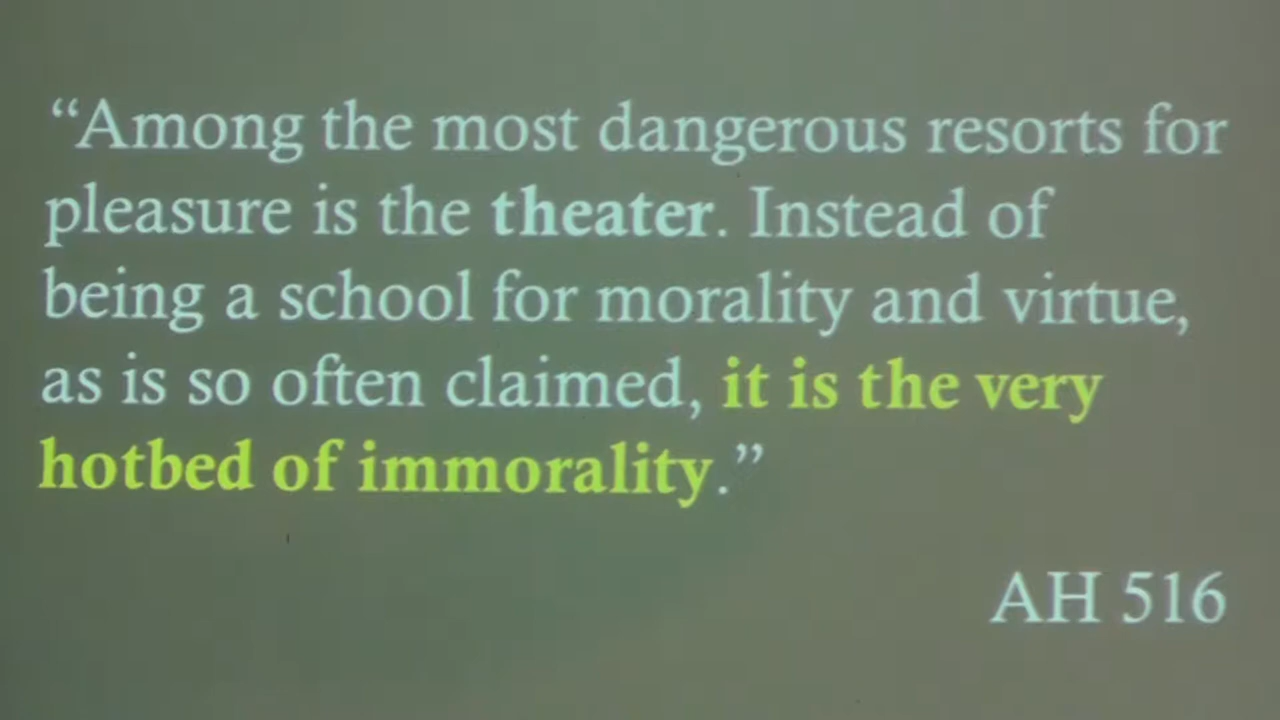 “Among the most dangerous resorts for
pleasure is the theater. Instead of
being a school for morality and virtue,
as is so often claimed, it is the very
hotbed of immorality.”
AH 516